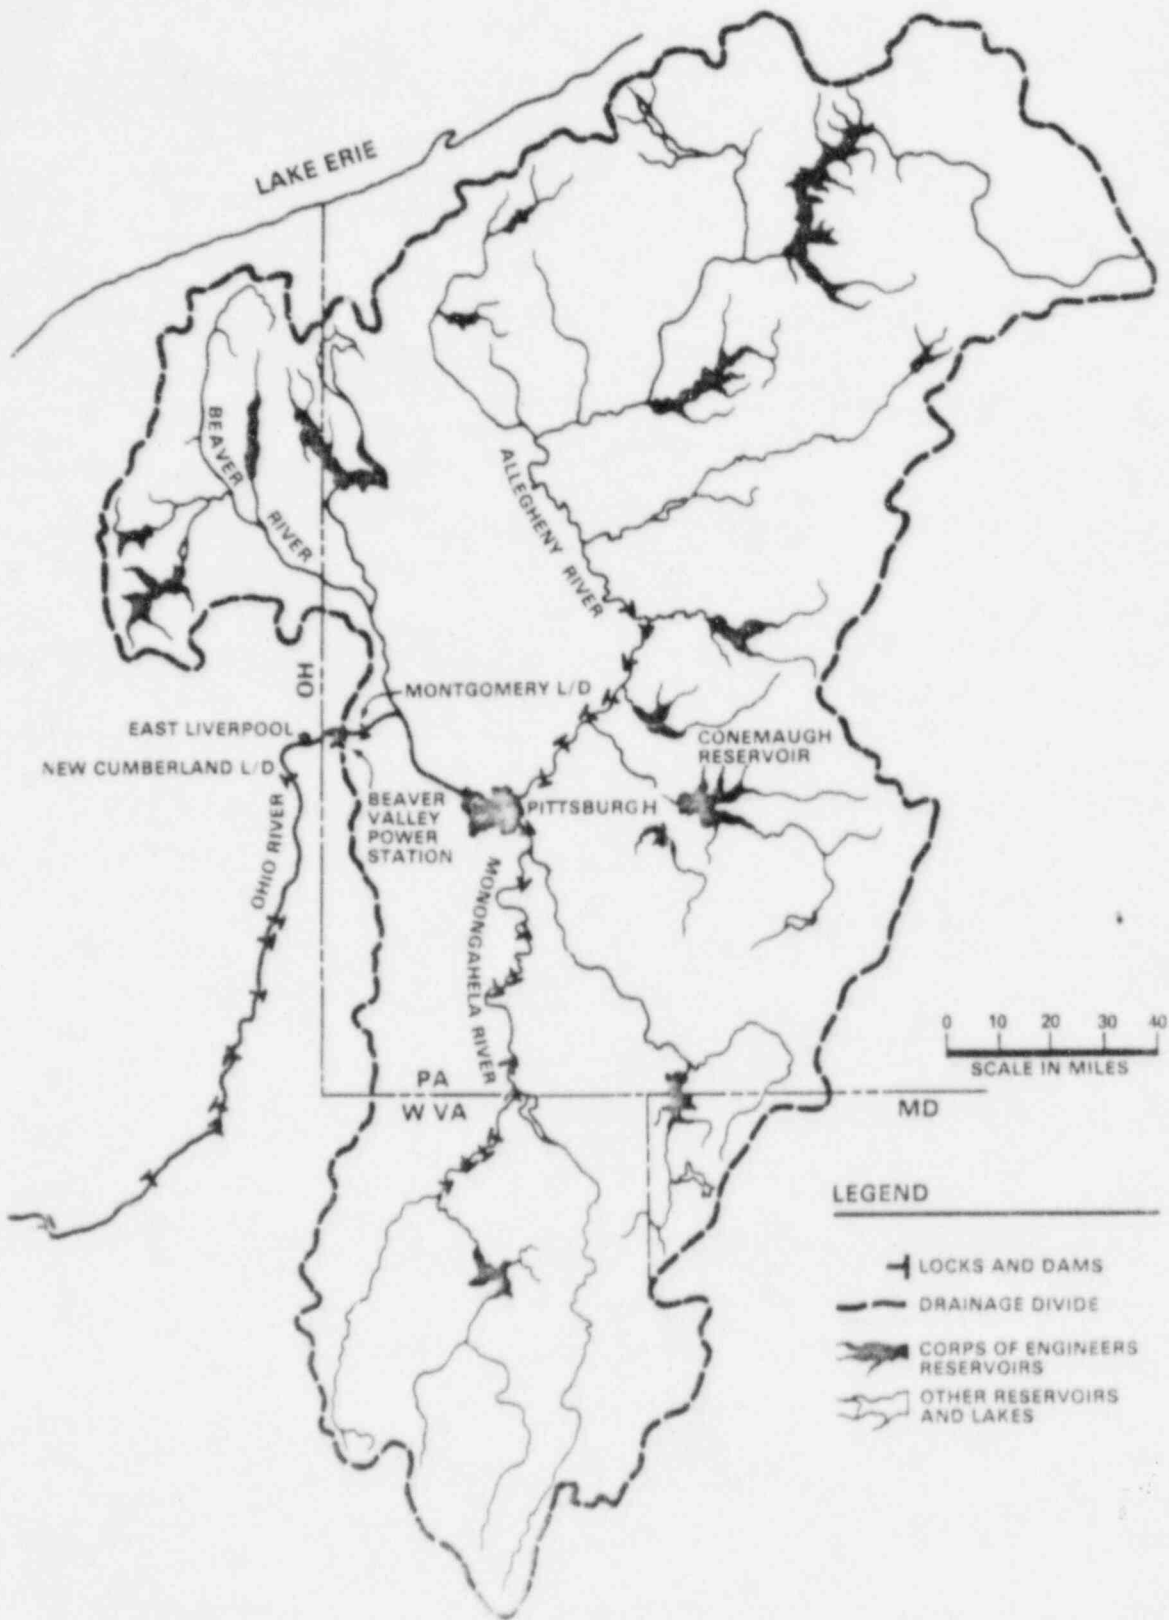 LAKE ERIE
BEAVER
RIVER
ALLEGHENY RIVER
OH
MONTGOMERY L/D
EAST LIVERPOOL
NEW CUMBERLAND L/D
CONEMAUGH
RESERVOIR
BEAVER
VALLEY
POWER
STATION
PITTSBURGH
OHIO RIVER
MONONGAHELA RIVER
0 10 20 30 40
SCALE IN MILES
PA
W VA
MD
LEGEND
LOCKS AND DAMS
DRAINAGE DIVIDE
CORPS OF ENGINEERS
RESERVOIRS
OTHER RESERVOIRS
AND LAKES